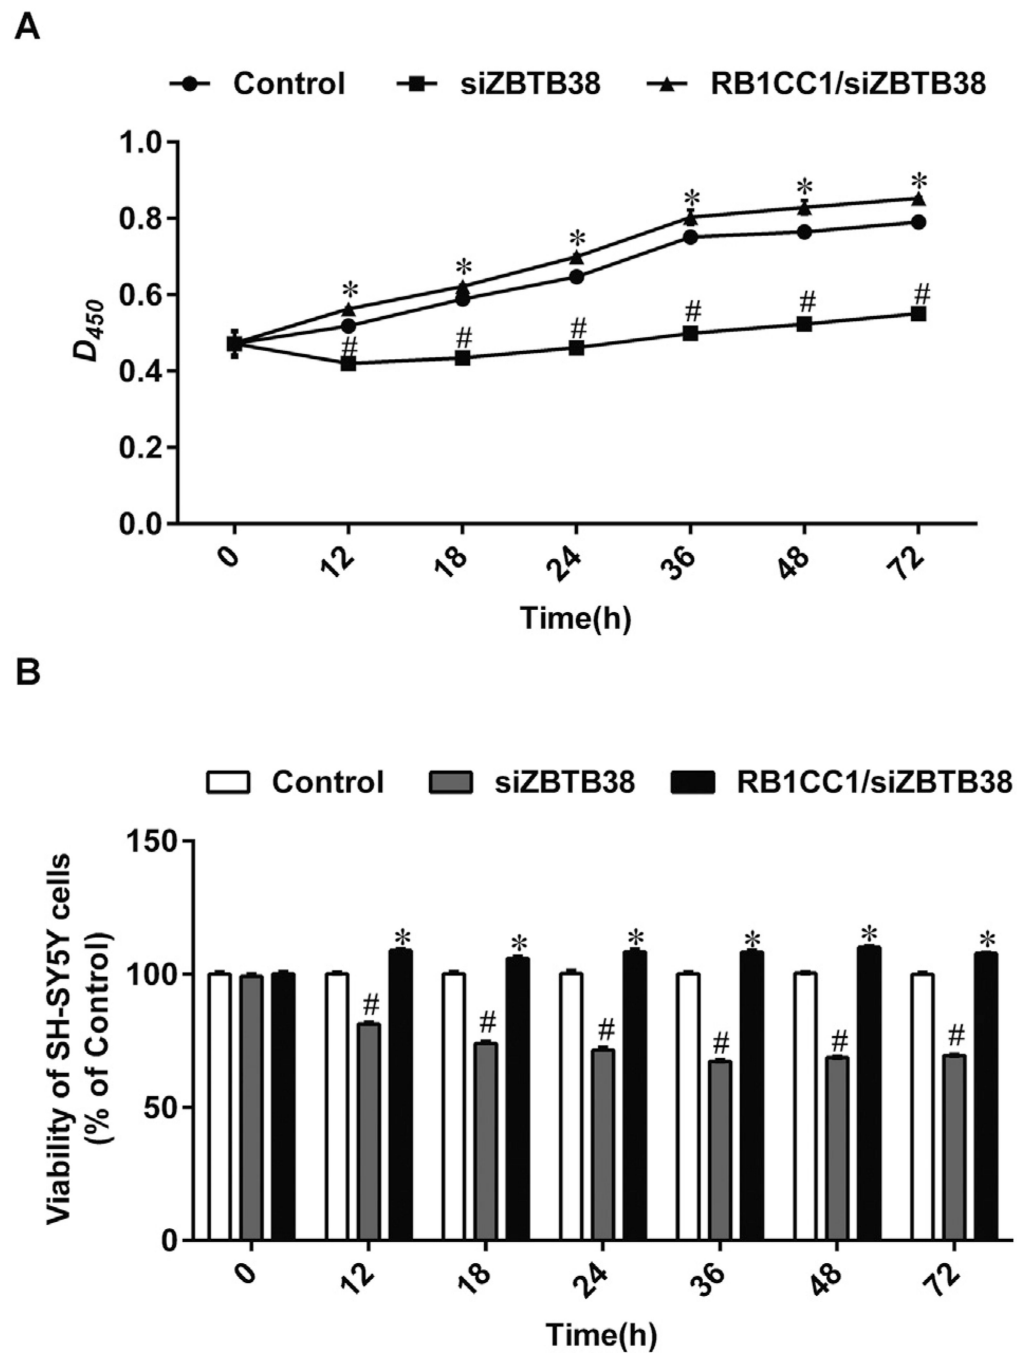 A
Control siZBTB38 RB1CC1/siZBTB38
1.0
0.8
0.6
0.4
0.2
0.0
D450
* * * * * *
# # # # # #
0 12 18 24 36 48 72
Time(h)
B
Control siZBTB38 RB1CC1/siZBTB38
150
100
50
0
Viability of SH-SY5Y cells
(% of Control)
* * * * * *
# # # # # #
0 12 18 24 36 48 72
Time(h)